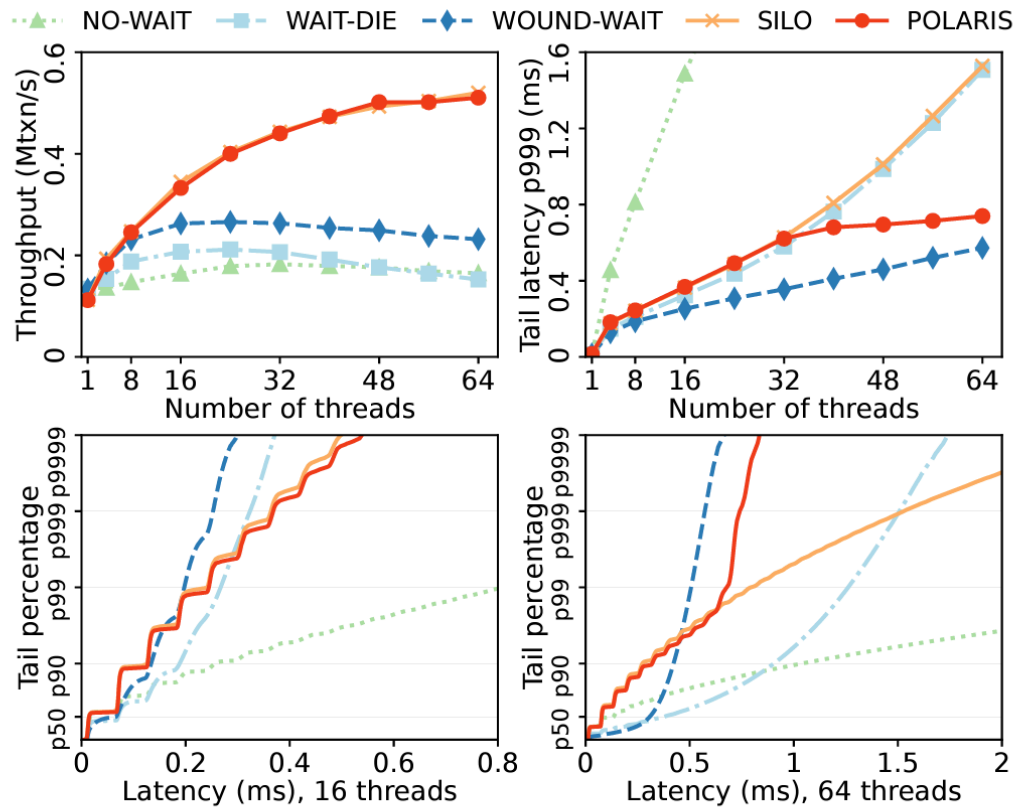 NO-WAIT WAIT-DIE WOUND-WAIT SILO POLARIS
Throughput (Mtxn/s)
0.6
0.4
0.2
0
1 8 16 32 48 64
Number of threads
Tail latency p999 (ms)
1.6
1.2
0.8
0.4
0
1 8 16 32 48 64
Number of threads
Tail percentage
p9999
p999
p99
p90
p50
0 0.2 0.4 0.6 0.8
Latency (ms), 16 threads
Tail percentage
p9999
p999
p99
p90
p50
0 0.5 1 1.5 2
Latency (ms), 64 threads